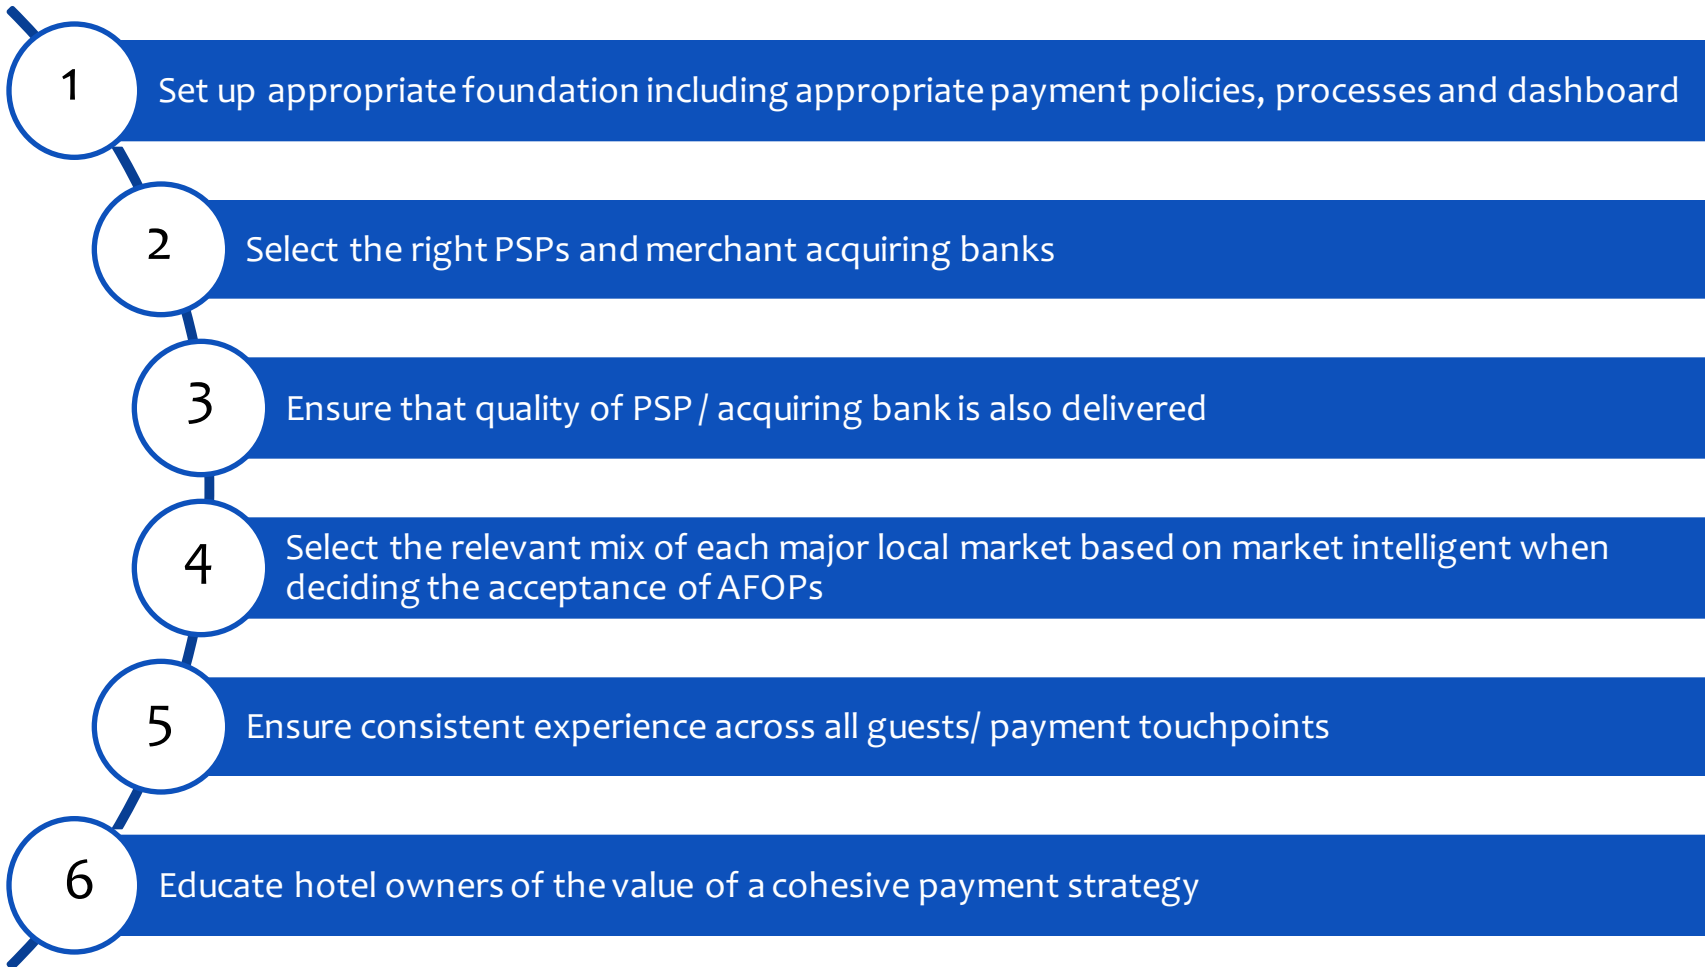 1
Set up appropriate foundation including appropriate payment policies, processes and dashboard
2
Select the right PSPs and merchant acquiring banks
3
Ensure that quality of PSP / acquiring bank is also delivered
4
Select the relevant mix of each major local market based on market intelligent when
deciding the acceptance of AFOPs
5
Ensure consistent experience across all guests/ payment touchpoints
6
Educate hotel owners of the value of a cohesive payment strategy